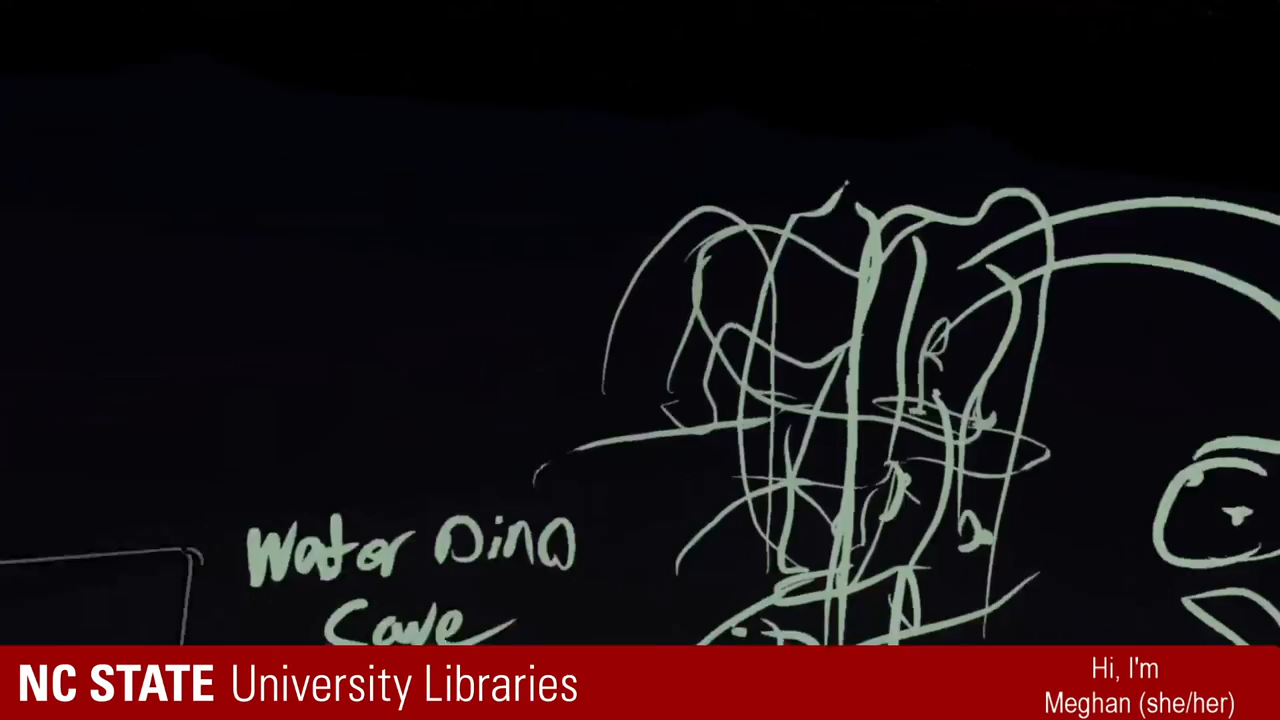 Water Dino
Cave
NC STATE University Libraries
Hi, I'm
Meghan (she/her)